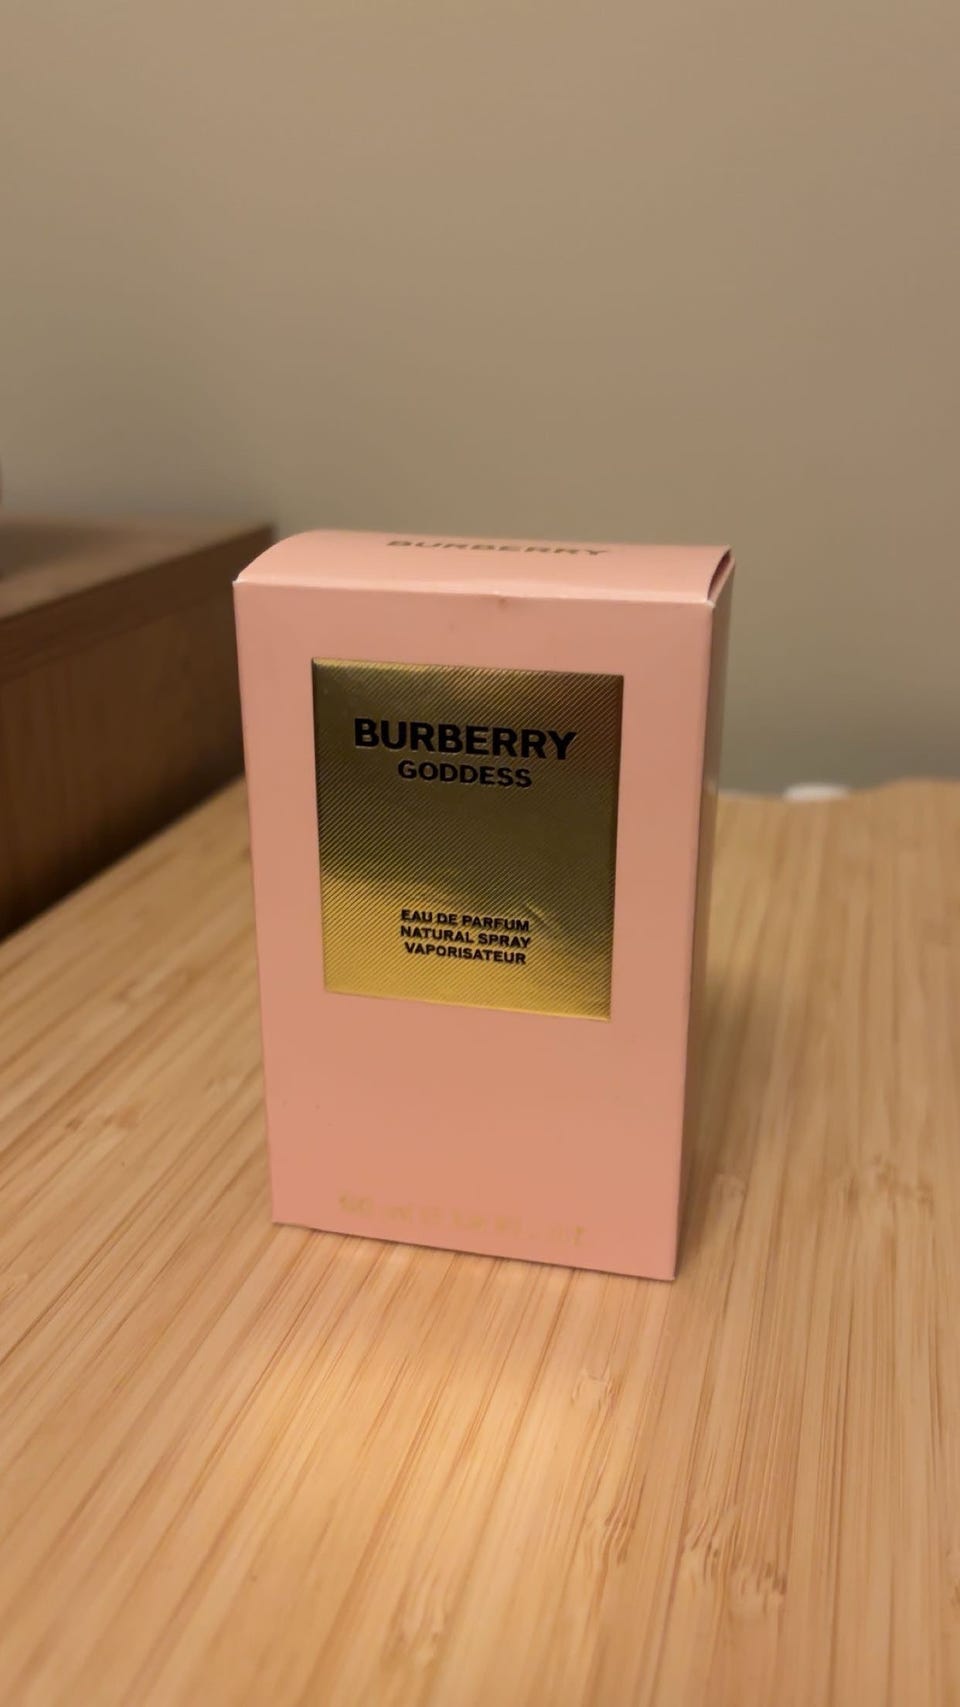 BURBERRY
BURBERRY
GODDESS
EAU DE PARFUM
NATURAL SPRAY
VAPORISATEUR